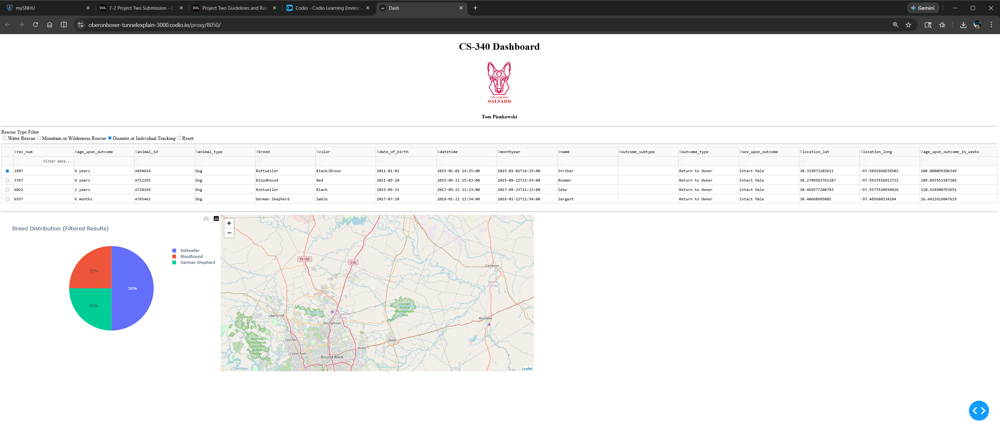 mySNHU
7-2 Project Two Submission - C
Project Two Guidelines and Rub
Codio - Codio Learning Environ
Dash
Gemini
oberonboxer-tunnelexplain-3000.codio.io/proxy/8050/
CS-340 Dashboard
GRAZIOSO
SALVARE
Tom Pienkowski
Rescue Type Filter
Water Rescue Mountain or Wilderness Rescue Disaster or Individual Tracking Reset
rec_num age_upon_outcome animal_id animal_type breed color date_of_birth datetime monthyear name outcome_subtype outcome_type sex_upon_outcome location_lat location_long age_upon_outcome_in_weeks
filter data...
2987 4 years A694614 Dog Rottweiler Black/Brown 2011-01-01 2015-01-01 14:25:00 2015-01-01T14:25:00 Striker Return to Owner Intact Male 30.329873203611 -97.5492968638502 208.800099206349
3767 4 years A712291 Dog Bloodhound Red 2011-09-20 2015-09-22 15:43:00 2015-09-22T15:43:00 Boomer Return to Owner Intact Male 30.2709983761287 -97.5923916912722 209.093551587302
6021 2 years A728165 Dog Rottweiler Black 2015-05-31 2017-09-23 11:23:00 2017-09-23T11:23:00 Zeke Return to Owner Intact Male 30.466577208743 -97.5573520930426 120.924900793651
6557 6 months A765461 Dog German Shepherd Sable 2017-07-20 2018-01-22 11:54:00 2018-01-22T11:54:00 Sargent Return to Owner Intact Male 30.40668985085 -97.485680334264 26.6422619047619
Breed Distribution (Filtered Results)
Rottweiler
Bloodhound
German Shepherd
25%
50%
25%
+
−
TX 195
I 35
Cameron
Milam
County
Granger
Wildlife
Management
Area
Liberty Hill
Williamson
County
Georgetown
Rockdale
Leander
Taylor
Balcones
Canyonlands
National
Wildlife
Refuge
Hutto
Cedar Park
Round Rock
Lake Travis
Leaflet